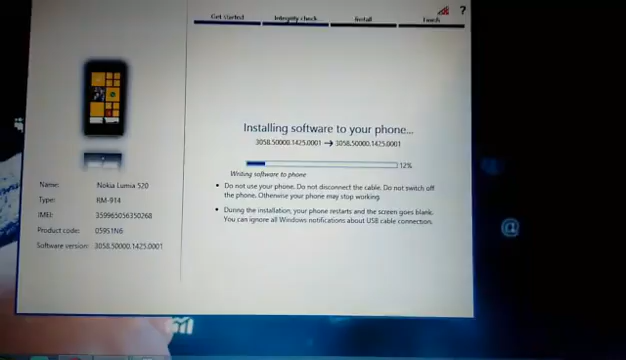 Get started Integrity check Install Finish
?
Installing software to your phone...
3058.50000.1425.0001 → 3058.50000.1425.0001
12%
Writing software to phone
Name: Nokia Lumia 520
Type: RM-914
IMEI: 359965056350268
Product code: 059S1N6
Software version: 3058.50000.1425.0001
• Do not use your phone. Do not disconnect the cable. Do not switch off
the phone. Otherwise your phone may stop working.
• During the installation, your phone restarts and the screen goes blank.
You can ignore all Windows notifications about USB cable connection.
@